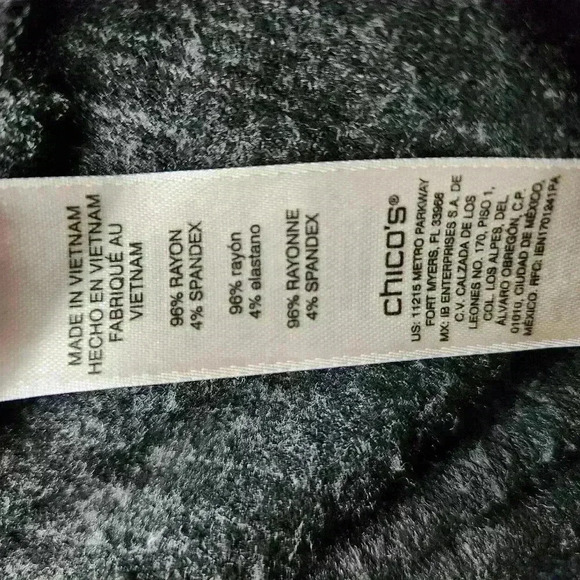 MADE IN VIETNAM
HECHO EN VIETNAM
FABRIQUÉ AU
VIETNAM
96% RAYON
4% SPANDEX
96% rayón
4% elastano
96% RAYONNE
4% SPANDEX
chico's®
US: 11215 METRO PARKWAY
FORT MYERS, FL 33966
MX: IB ENTERPRISES S.A. DE
C.V. CALZADA DE LOS
LEONES NO. 170, PISO 1,
COL. LOS ALPES, DEL
ÁLVARO OBREGÓN, C.P.
01010, CIUDAD DE MÉXICO,
MÉXICO. RFC: IEN1701241PA